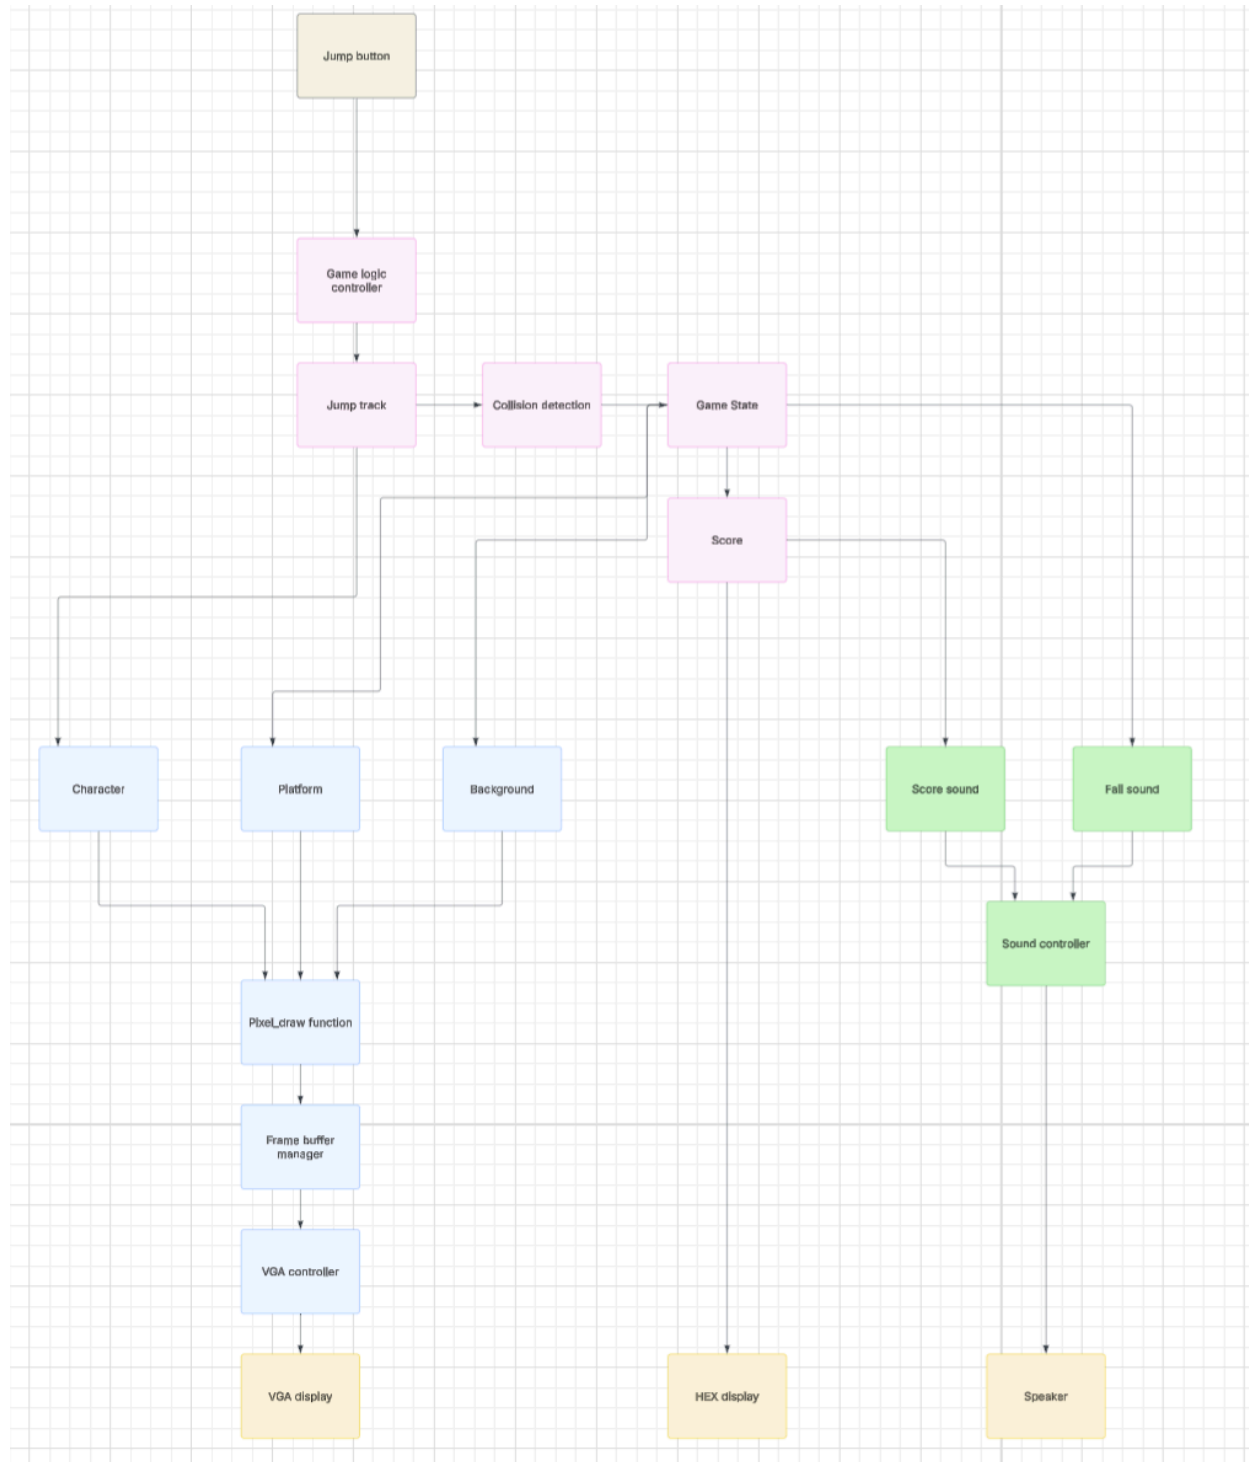 Jump button
Game logic
controller
Jump track
Collision detection
Game State
Score
Character
Platform
Background
Score sound
Fall sound
Sound controller
Pixel_draw function
Frame buffer
manager
VGA controller
VGA display
HEX display
Speaker